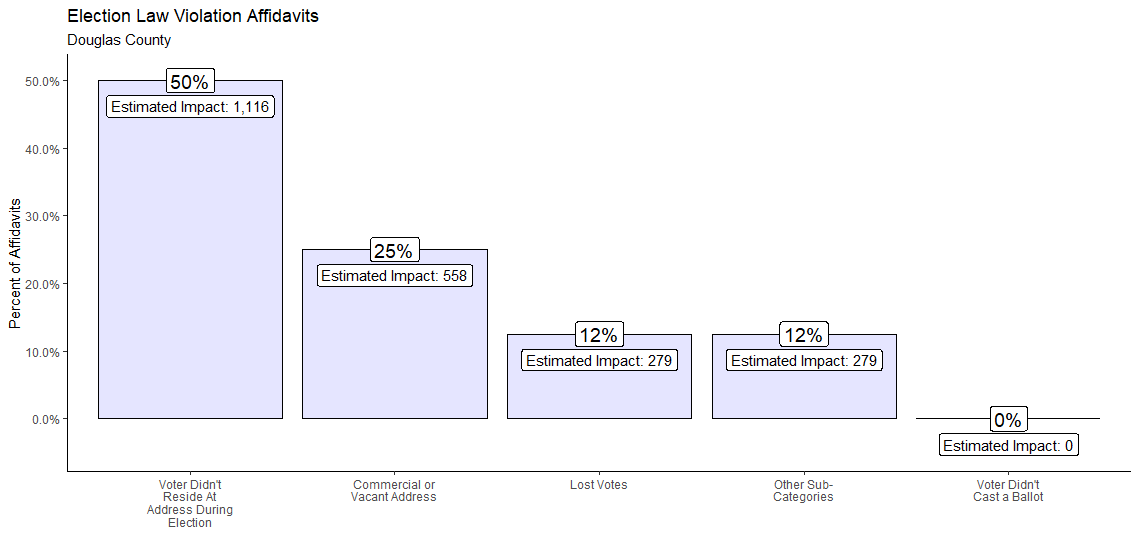 Election Law Violation Affidavits
Douglas County
Percent of Affidavits
50.0%
40.0%
30.0%
20.0%
10.0%
0.0%
50%
Estimated Impact: 1,116
25%
Estimated Impact: 558
12%
Estimated Impact: 279
12%
Estimated Impact: 279
0%
Estimated Impact: 0
Voter Didn't
Reside At
Address During
Election
Commercial or
Vacant Address
Lost Votes
Other Sub-
Categories
Voter Didn't
Cast a Ballot